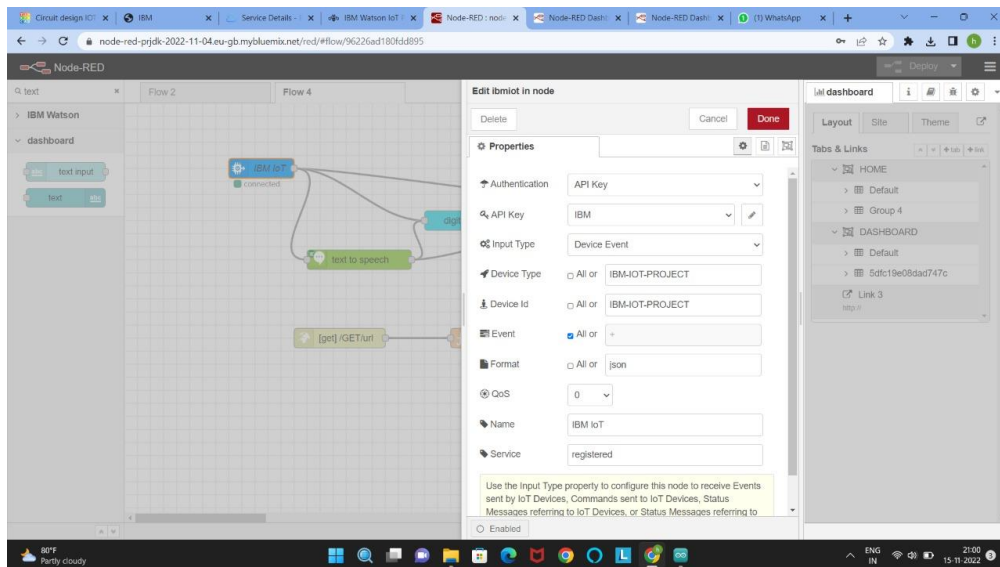 Circuit design IOT
IBM
Service Details -
IBM Watson IoT
Node-RED : node
Node-RED Dashb
Node-RED Dashb
(1) WhatsApp
node-red-prjdk-2022-11-04.eu-gb.mybluemix.net/red/#flow/96226ad180fdd895
h
Node-RED
Deploy
text
Flow 2
Flow 4
Edit ibmiot in node
dashboard
IBM Watson
Delete
Cancel
Done
Layout
Site
Theme
dashboard
Properties
Tabs & Links
+ tab
+ link
text input
IBM IoT
Authentication
API Key
HOME
text
connected
Default
API Key
IBM
Group 4
digit
Input Type
Device Event
DASHBOARD
text to speech
Device Type
All or
IBM-IOT-PROJECT
Default
5dfc19e08dad747c
Device Id
All or
IBM-IOT-PROJECT
Link 3
http://
[get] /GET/url
Event
All or
+
Format
All or
json
QoS
0
Name
IBM IoT
Service
registered
Use the Input Type property to configure this node to receive Events
sent by IoT Devices, Commands sent to IoT Devices, Status
Messages referring to IoT Devices, or Status Messages referring to
Enabled
80°F
Partly cloudy
L
ENG
IN
21:00
15-11-2022
3